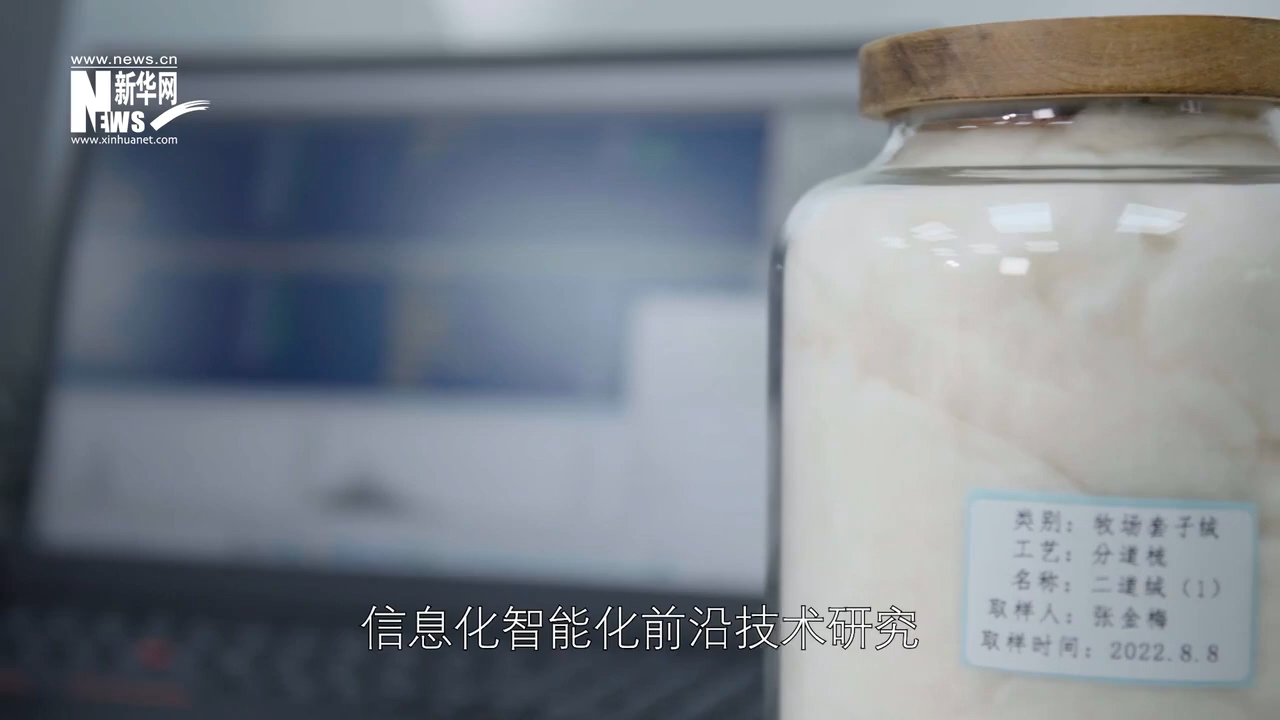 www.news.cn
新华网
NEWS
www.xinhuanet.com
类别：牧场套子绒
工艺：分道梳
名称：二道绒（1）
取样人：张金梅
取样时间：2022.8.8
信息化智能化前沿技术研究